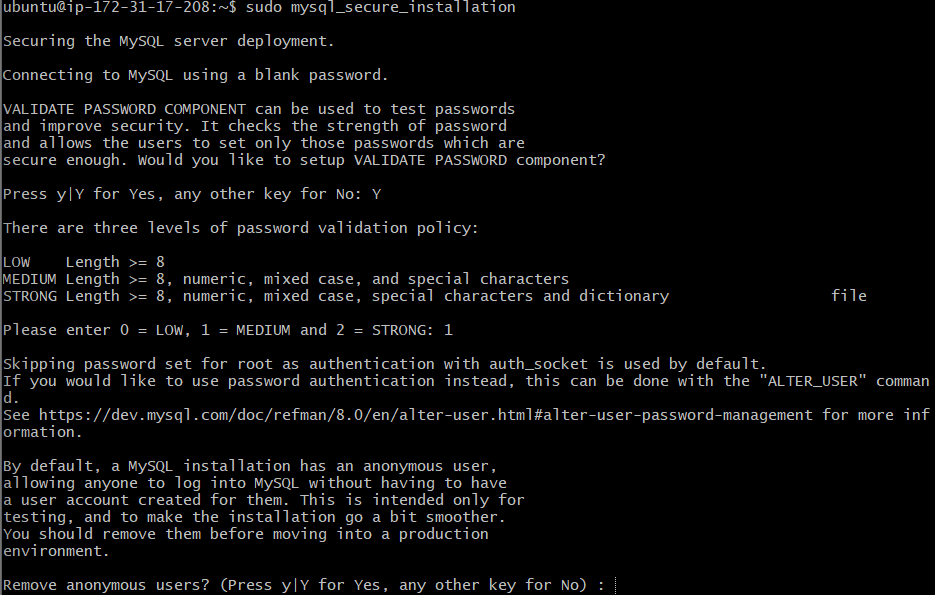 ubuntu@ip-172-31-17-208:~$ sudo mysql_secure_installation
Securing the MySQL server deployment.
Connecting to MySQL using a blank password.
VALIDATE PASSWORD COMPONENT can be used to test passwords
and improve security. It checks the strength of password
and allows the users to set only those passwords which are
secure enough. Would you like to setup VALIDATE PASSWORD component?
Press y|Y for Yes, any other key for No: Y
There are three levels of password validation policy:
LOW    Length >= 8
MEDIUM Length >= 8, numeric, mixed case, and special characters
STRONG Length >= 8, numeric, mixed case, special characters and dictionary                  file
Please enter 0 = LOW, 1 = MEDIUM and 2 = STRONG: 1
Skipping password set for root as authentication with auth_socket is used by default.
If you would like to use password authentication instead, this can be done with the "ALTER_USER" comman
d.
See https://dev.mysql.com/doc/refman/8.0/en/alter-user.html#alter-user-password-management for more inf
ormation.
By default, a MySQL installation has an anonymous user,
allowing anyone to log into MySQL without having to have
a user account created for them. This is intended only for
testing, and to make the installation go a bit smoother.
You should remove them before moving into a production
environment.
Remove anonymous users? (Press y|Y for Yes, any other key for No) :